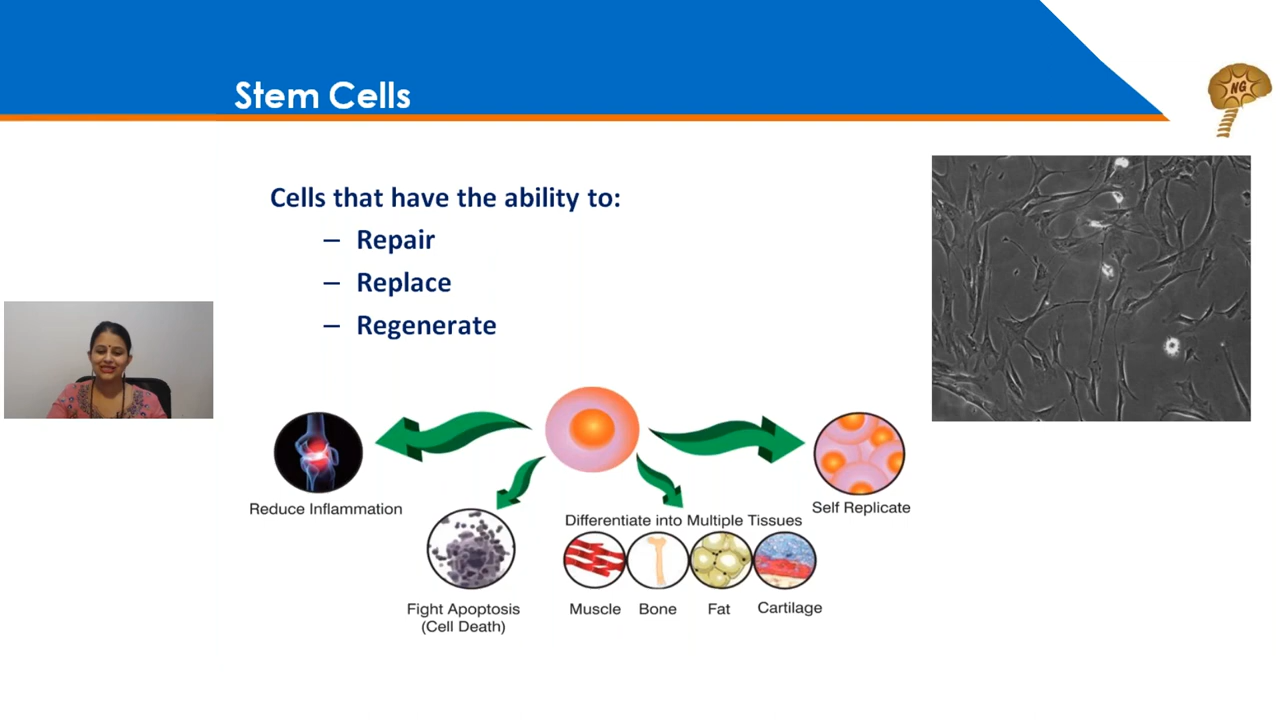 Stem Cells
NG
Cells that have the ability to:
– Repair
– Replace
– Regenerate
Reduce Inflammation
Fight Apoptosis
(Cell Death)
Differentiate into Multiple Tissues
Muscle
Bone
Fat
Cartilage
Self Replicate